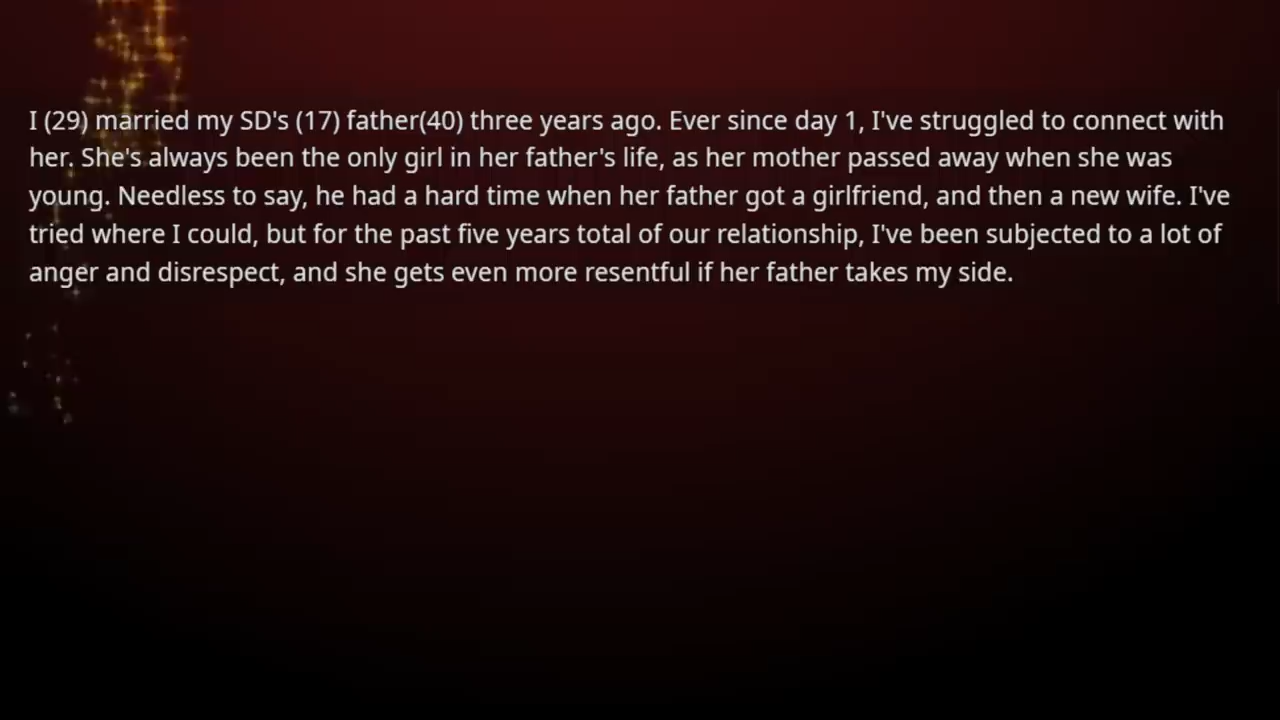 I (29) married my SD's (17) father(40) three years ago. Ever since day 1, I've struggled to connect with
her. She's always been the only girl in her father's life, as her mother passed away when she was
young. Needless to say, he had a hard time when her father got a girlfriend, and then a new wife. I've
tried where I could, but for the past five years total of our relationship, I've been subjected to a lot of
anger and disrespect, and she gets even more resentful if her father takes my side.